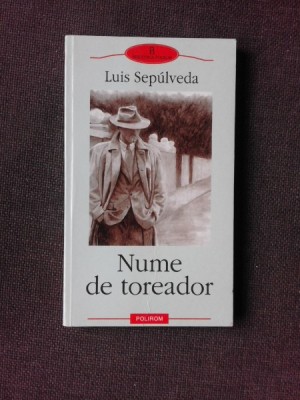 Luis Sepúlveda
Nume
de toreador
POLIROM